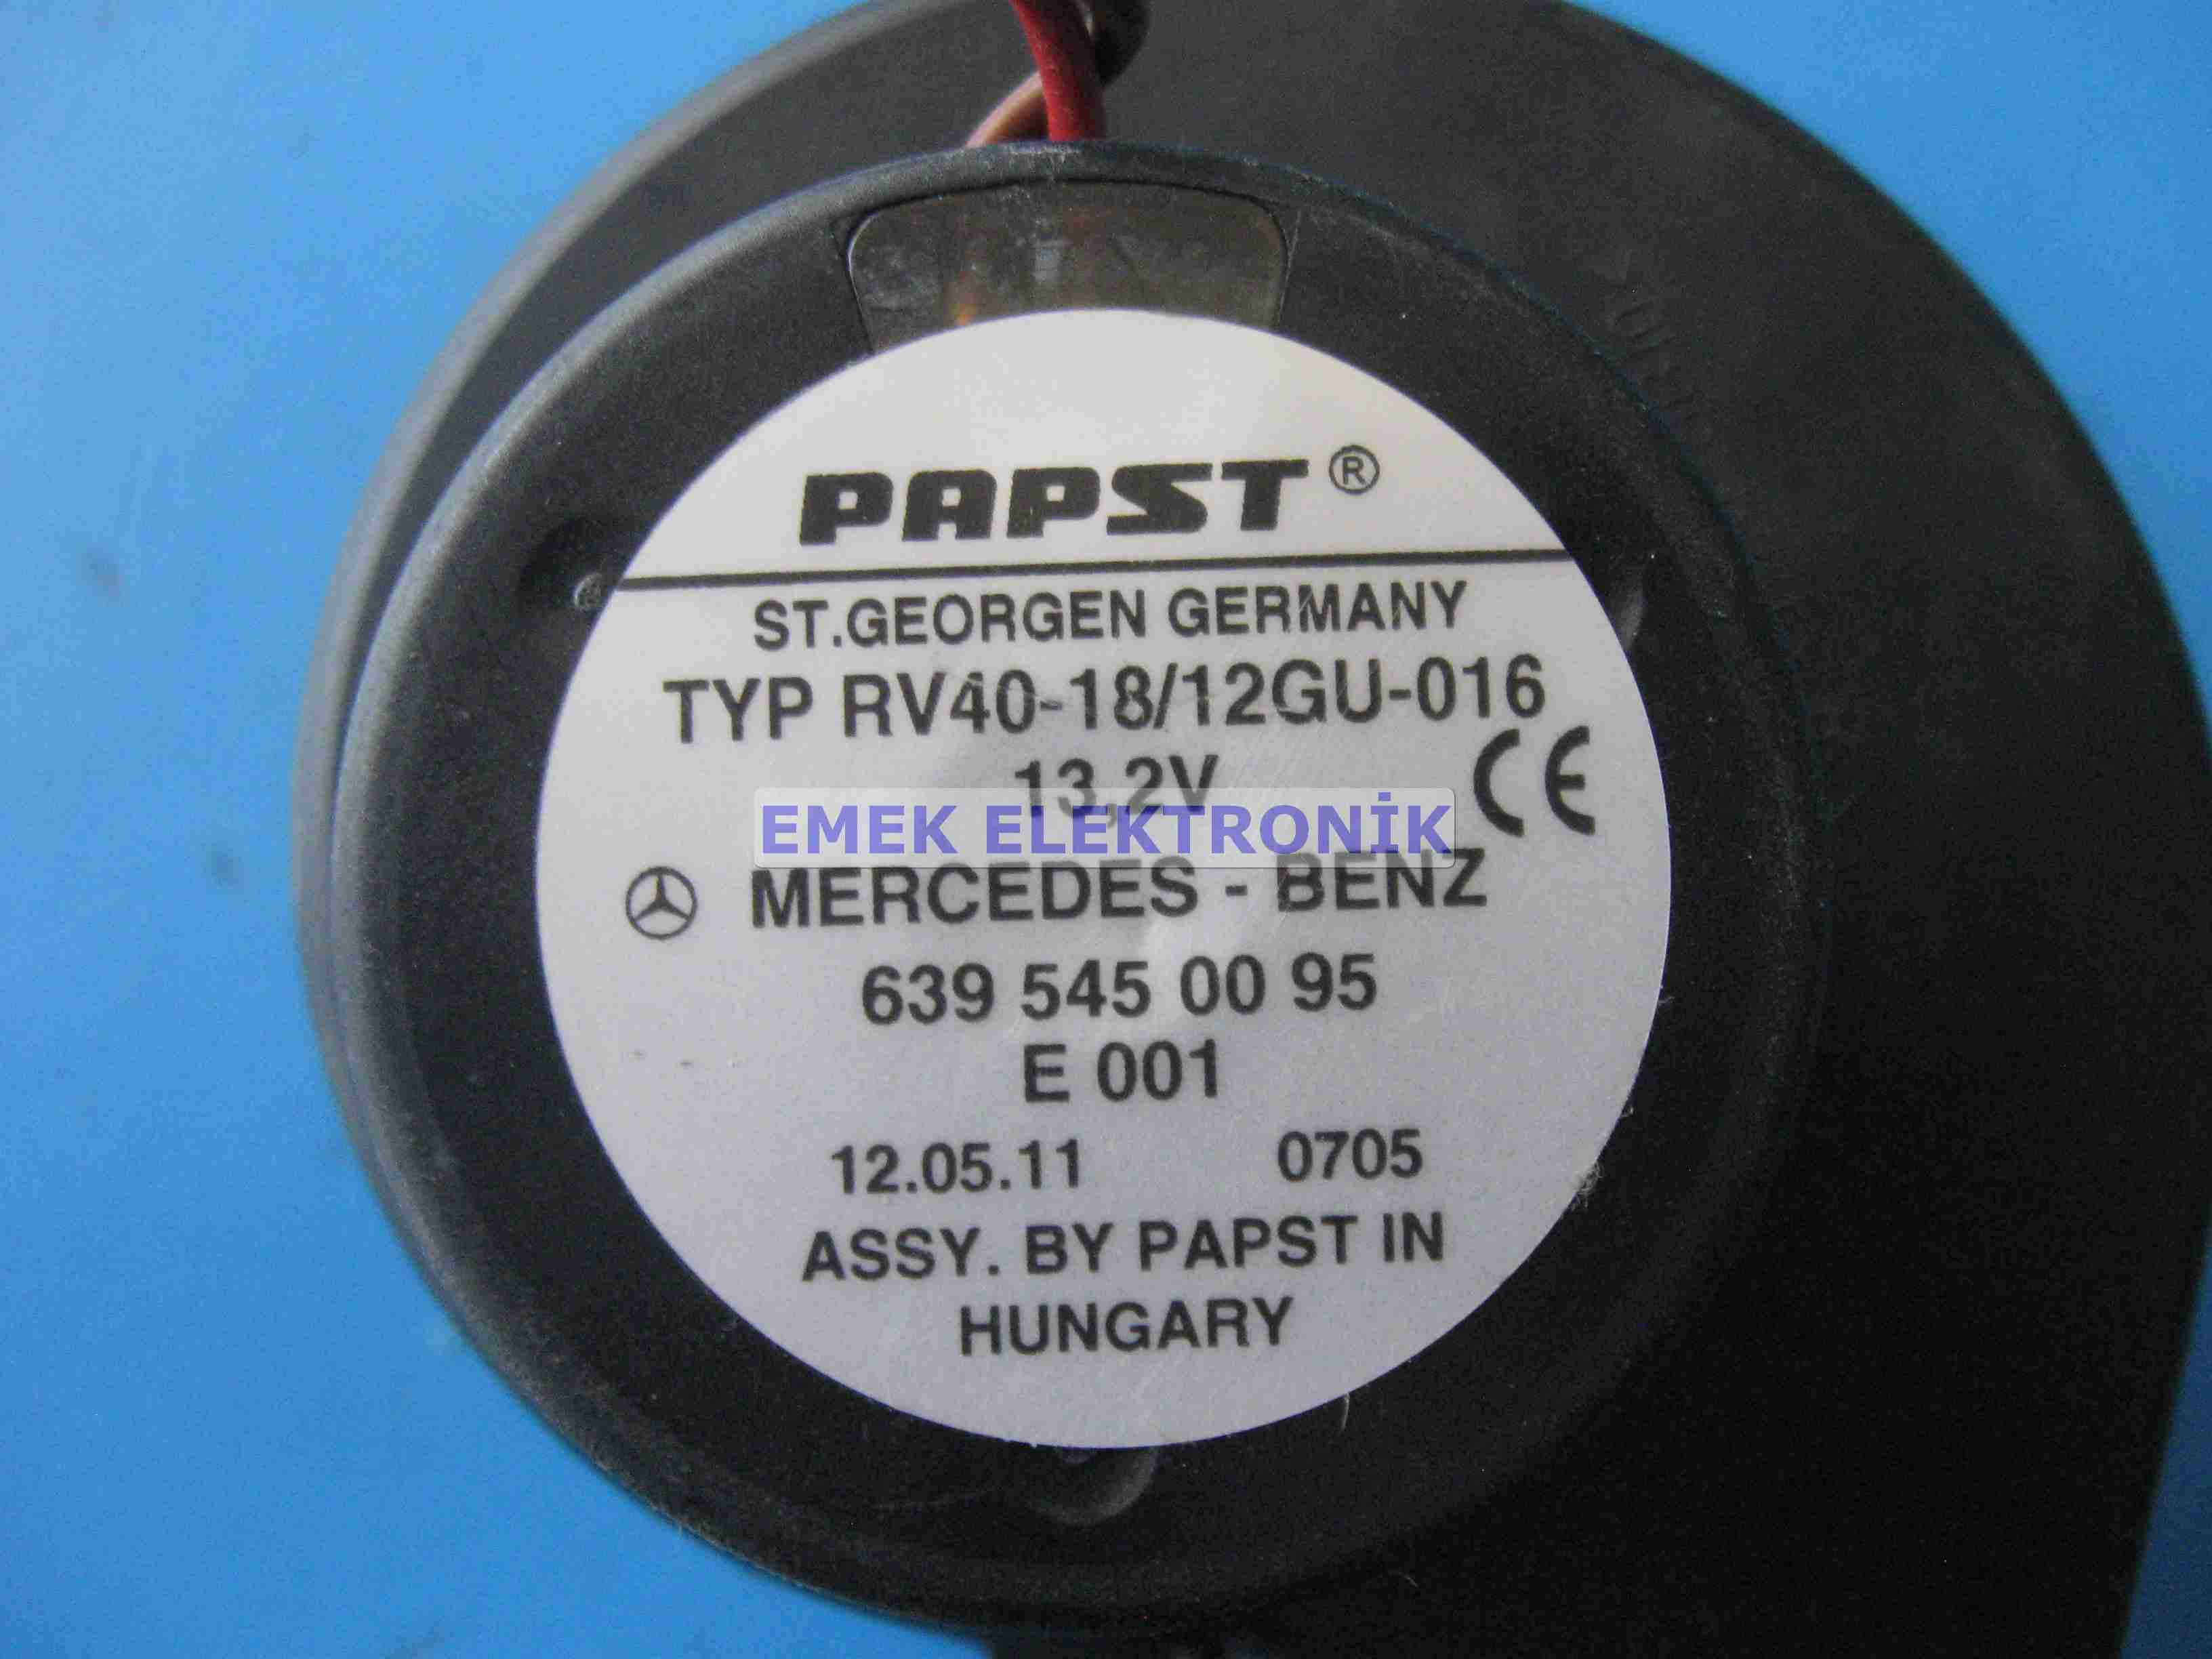 PAPST®
ST.GEORGEN GERMANY
TYP RV40-18/12GU-016
13,2V
CE
EMEK ELEKTRONİK
MERCEDES - BENZ
639 545 00 95
E 001
12.05.11 0705
ASSY. BY PAPST IN
HUNGARY